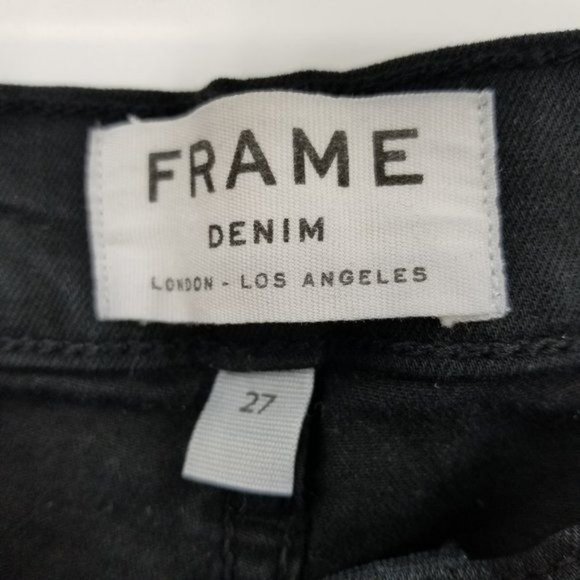 FRAME
DENIM
LONDON - LOS ANGELES
27